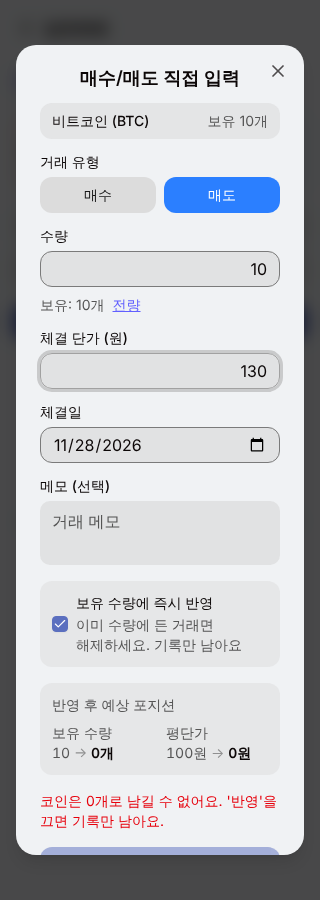 매수/매도 직접 입력
비트코인 (BTC) 보유 10개
거래 유형
매수 매도
수량
10
보유: 10개 전량
체결 단가 (원)
130
체결일
11/28/2026
메모 (선택)
거래 메모
보유 수량에 즉시 반영
이미 수량에 든 거래면
해제하세요. 기록만 남아요
반영 후 예상 포지션
보유 수량 평단가
10 → 0개 100원 → 0원
코인은 0개로 남길 수 없어요. '반영'을
끄면 기록만 남아요.